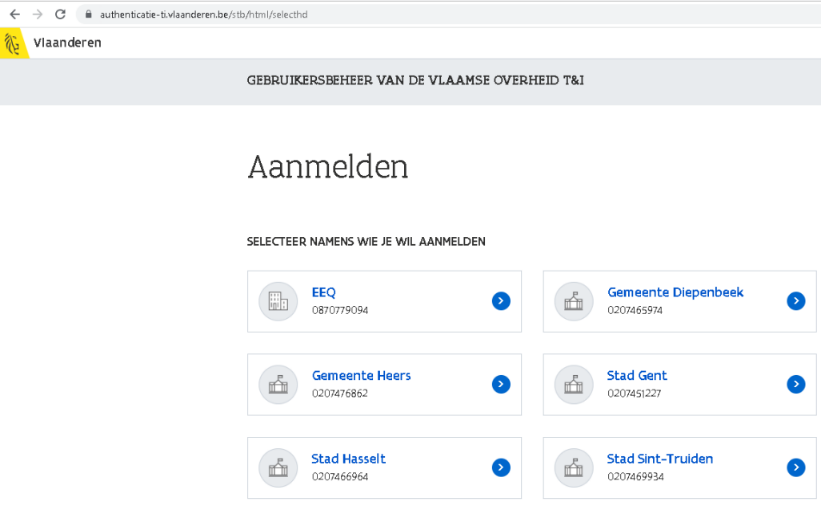 authenticatie-ti.vlaanderen.be/stb/html/selecthd
Vlaanderen
GEBRUIKERSBEHEER VAN DE VLAAMSE OVERHEID T&I
Aanmelden
SELECTEER NAMENS WIE JE WIL AANMELDEN
EEQ
0870779094
Gemeente Diepenbeek
0207465974
Gemeente Heers
0207476862
Stad Gent
0207451227
Stad Hasselt
0207466964
Stad Sint-Truiden
0207469934